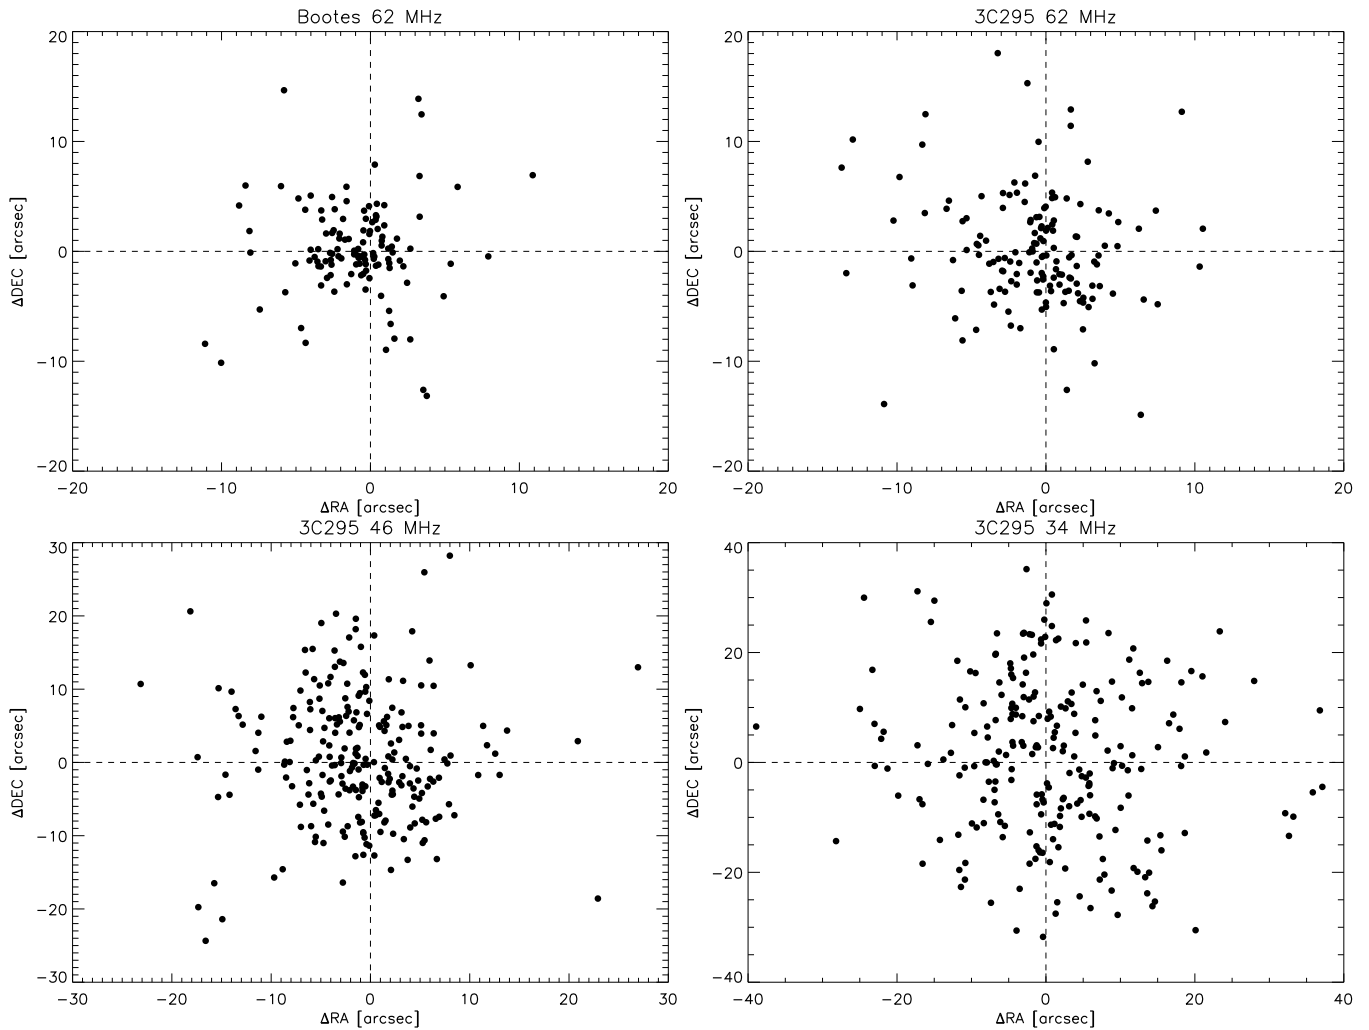 Bootes 62 MHz
20
10
0
−10
−20
ΔDEC [arcsec]
−20 −10 0 10 20
ΔRA [arcsec]
3C295 62 MHz
20
10
0
−10
−20
ΔDEC [arcsec]
−20 −10 0 10 20
ΔRA [arcsec]
3C295 46 MHz
30
20
10
0
−10
−20
−30
ΔDEC [arcsec]
−30 −20 −10 0 10 20 30
ΔRA [arcsec]
3C295 34 MHz
40
20
0
−20
−40
ΔDEC [arcsec]
−40 −20 0 20 40
ΔRA [arcsec]